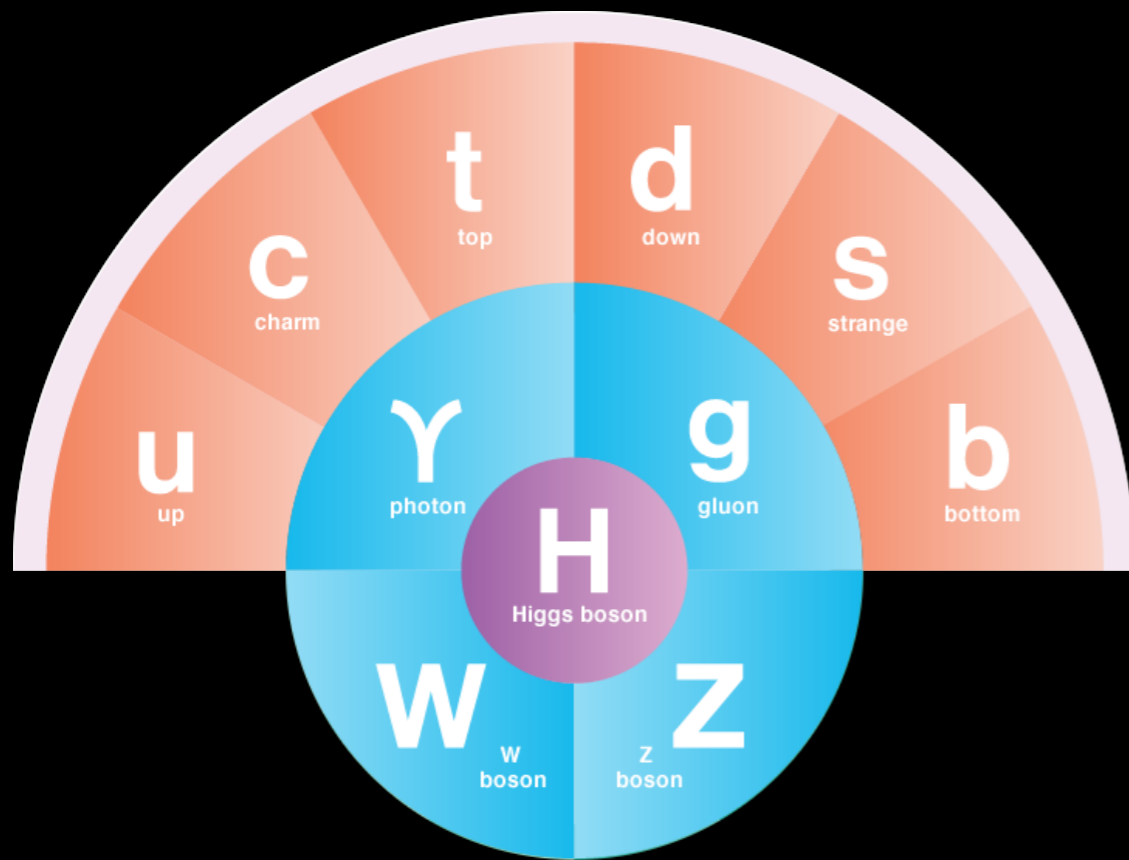 t
top
d
down
c
charm
s
strange
u
up
γ
photon
g
gluon
b
bottom
H
Higgs boson
W
W
boson
Z
Z
boson